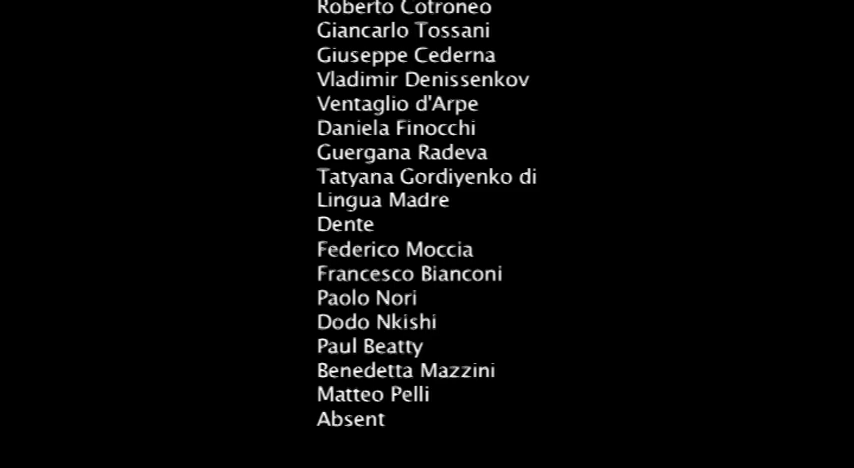 Roberto Cotroneo
Giancarlo Tossani
Giuseppe Cederna
Vladimir Denissenkov
Ventaglio d'Arpe
Daniela Finocchi
Guergana Radeva
Tatyana Gordiyenko di
Lingua Madre
Dente
Federico Moccia
Francesco Bianconi
Paolo Nori
Dodo Nkishi
Paul Beatty
Benedetta Mazzini
Matteo Pelli
Absent